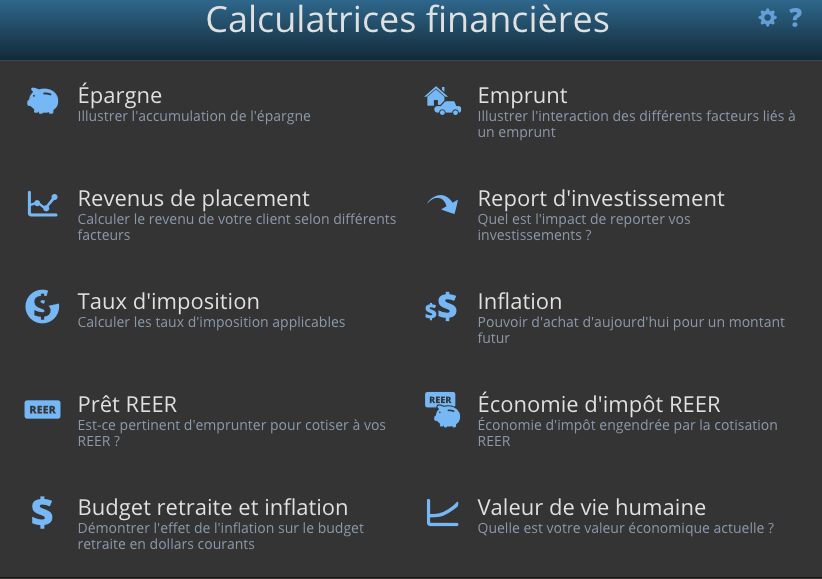 Calculatrices financières
?
Épargne
Illustrer l'accumulation de l'épargne
Emprunt
Illustrer l'interaction des différents facteurs liés à
un emprunt
Revenus de placement
Calculer le revenu de votre client selon différents
facteurs
Report d'investissement
Quel est l'impact de reporter vos
investissements ?
$
Taux d'imposition
Calculer les taux d'imposition applicables
$$
Inflation
Pouvoir d'achat d'aujourd'hui pour un montant
futur
REER
Prêt REER
Est-ce pertinent d'emprunter pour cotiser à vos
REER ?
REER
Économie d'impôt REER
Économie d'impôt engendrée par la cotisation
REER
$
Budget retraite et inflation
Démontrer l'effet de l'inflation sur le budget
retraite en dollars courants
Valeur de vie humaine
Quelle est votre valeur économique actuelle ?